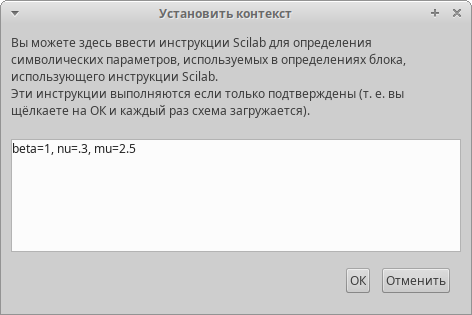 Установить контекст
Вы можете здесь ввести инструкции Scilab для определения
символических параметров, используемых в определениях блока,
использующего инструкции Scilab.
Эти инструкции выполняются если только подтверждены (т. е. вы
щёлкаете на ОК и каждый раз схема загружается).
beta=1, nu=.3, mu=2.5
ОК
Отменить